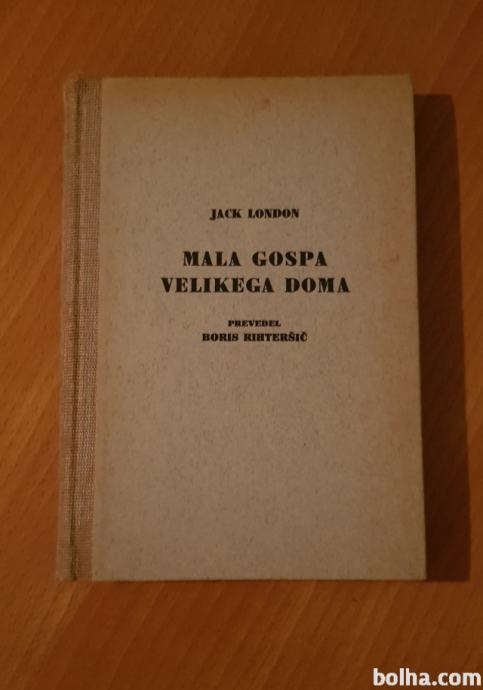 JACK LONDON
MALA GOSPA
VELIKEGA DOMA
PREVEDEL
BORIS RIHTERŠIČ
bolha.com